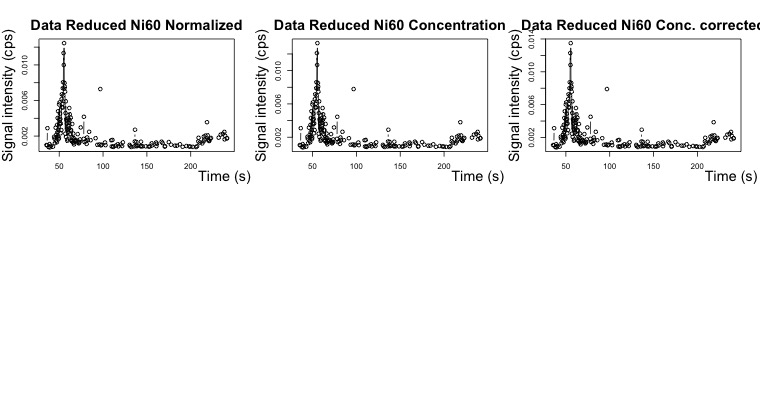 Data Reduced Ni60 Normalized
Signal intensity (cps)
0.002
0.006
0.010
50
100
150
200
Time (s)
Data Reduced Ni60 Concentration
Signal intensity (cps)
0.002
0.006
0.010
50
100
150
200
Time (s)
Data Reduced Ni60 Conc. corrected
Signal intensity (cps)
0.002
0.006
0.010
0.014
50
100
150
200
Time (s)